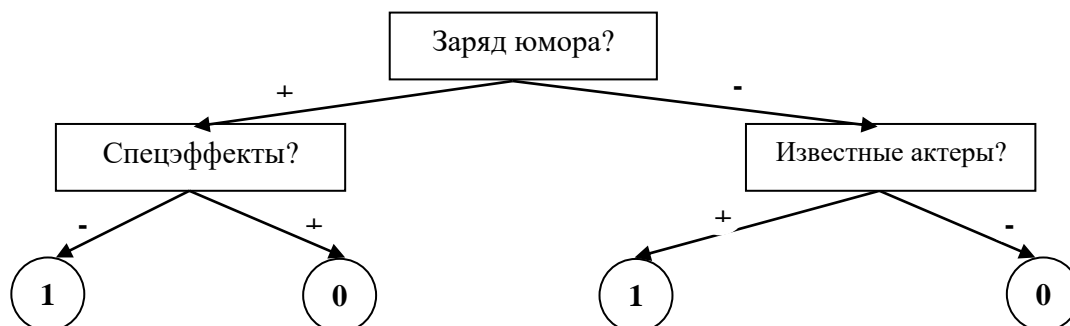 Заряд юмора?
+ -
Спецэффекты? Известные актеры?
- + + -
1 0 1 0